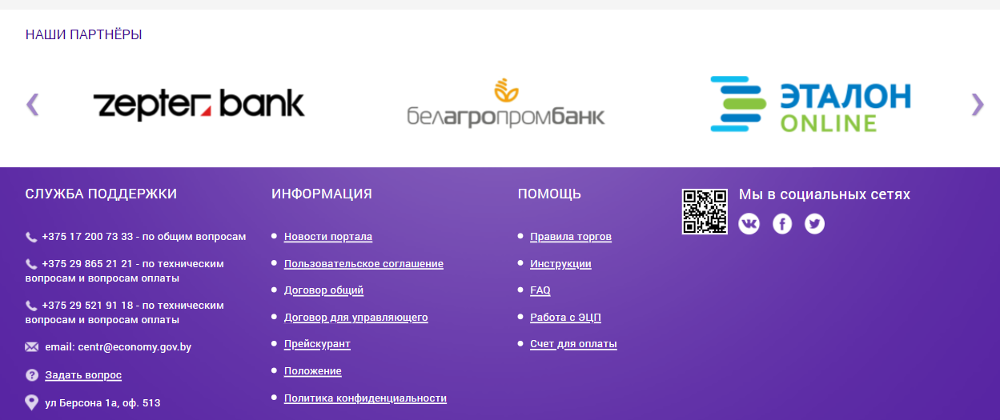 НАШИ ПАРТНЁРЫ
zepter bank
белагропромбанк
ЭТАЛОН
ONLINE
СЛУЖБА ПОДДЕРЖКИ
+375 17 200 73 33 - по общим вопросам
+375 29 865 21 21 - по техническим
вопросам и вопросам оплаты
+375 29 521 91 18 - по техническим
вопросам и вопросам оплаты
email: centr@economy.gov.by
Задать вопрос
ул Берсона 1а, оф. 513
ИНФОРМАЦИЯ
Новости портала
Пользовательское соглашение
Договор общий
Договор для управляющего
Прейскурант
Положение
Политика конфиденциальности
ПОМОЩЬ
Правила торгов
Инструкции
FAQ
Работа с ЭЦП
Счет для оплаты
Мы в социальных сетях